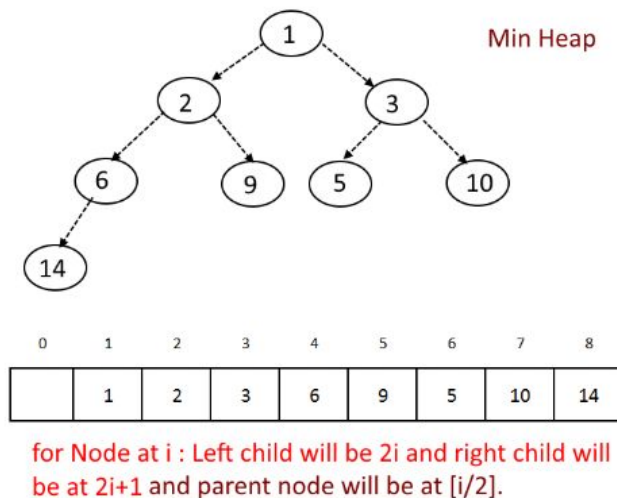 1
Min Heap
2
3
6
9
5
10
14
0 1 2 3 4 5 6 7 8
1 2 3 6 9 5 10 14
for Node at i : Left child will be 2i and right child will
be at 2i+1 and parent node will be at [i/2].